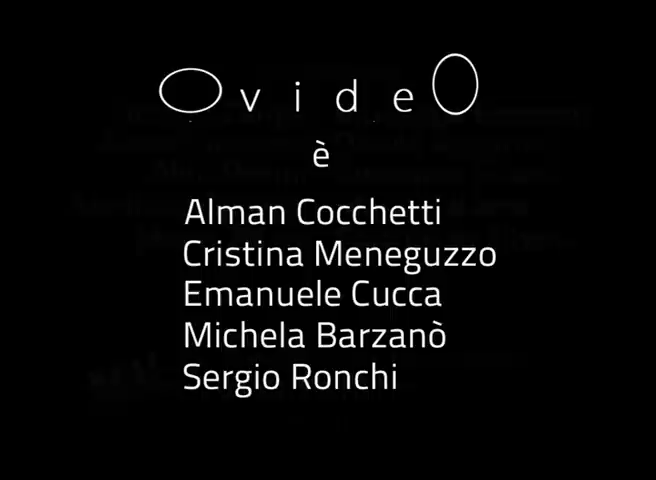 OvideO
è
Alman Cocchetti
Cristina Meneguzzo
Emanuele Cucca
Michela Barzanò
Sergio Ronchi